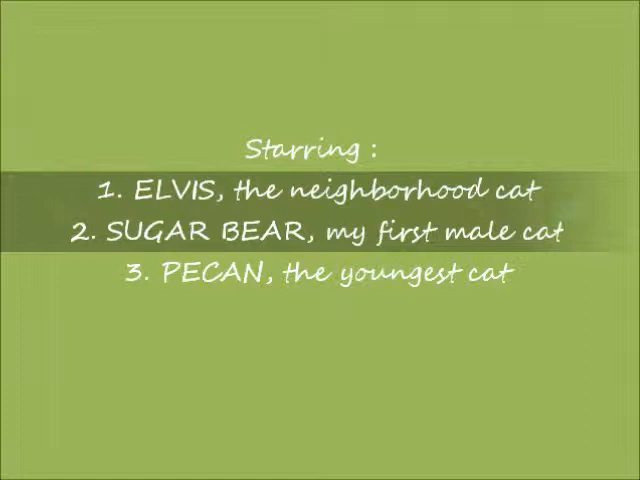 Starring :
1. ELVIS, the neighborhood cat
2. SUGAR BEAR, my first male cat
3. PECAN, the youngest cat